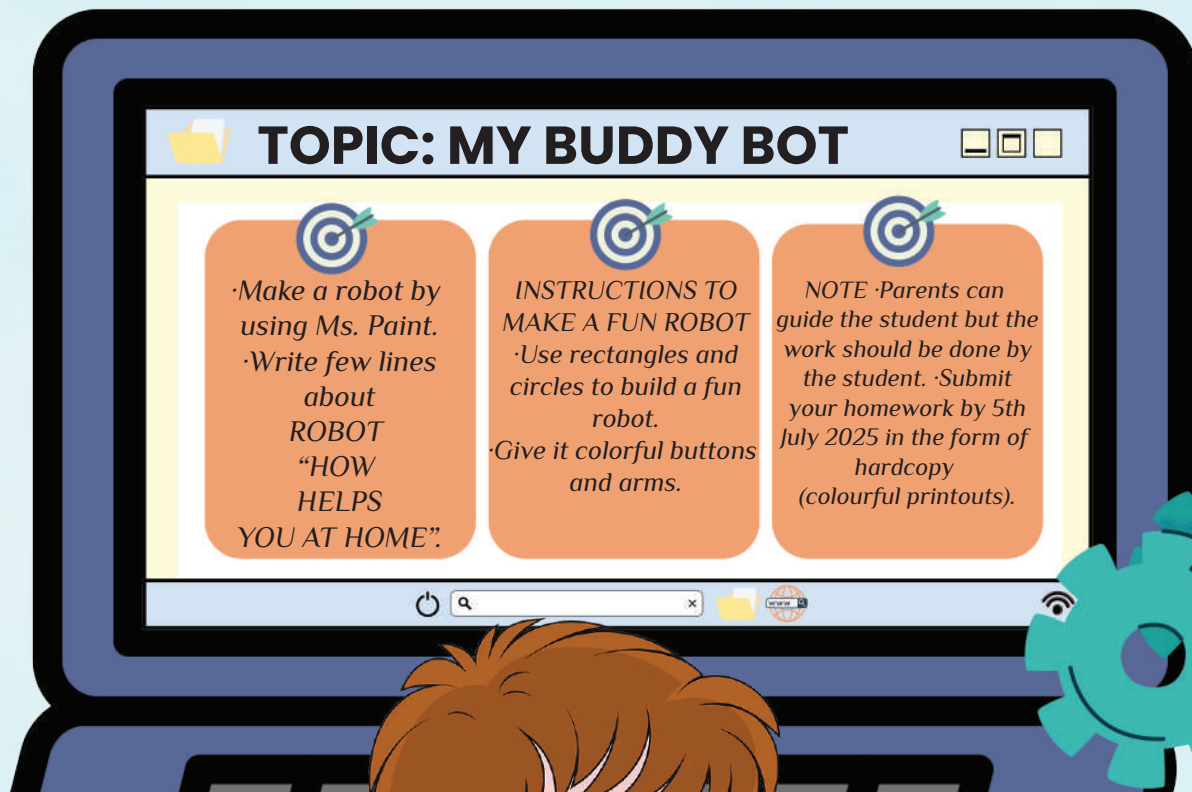 TOPIC: MY BUDDY BOT
·Make a robot by
using Ms. Paint.
·Write few lines
about
ROBOT
“HOW
HELPS
YOU AT HOME”.
INSTRUCTIONS TO
MAKE A FUN ROBOT
·Use rectangles and
circles to build a fun
robot.
·Give it colorful buttons
and arms.
NOTE ·Parents can
guide the student but the
work should be done by
the student. ·Submit
your homework by 5th
July 2025 in the form of
hardcopy
(colourful printouts).
www